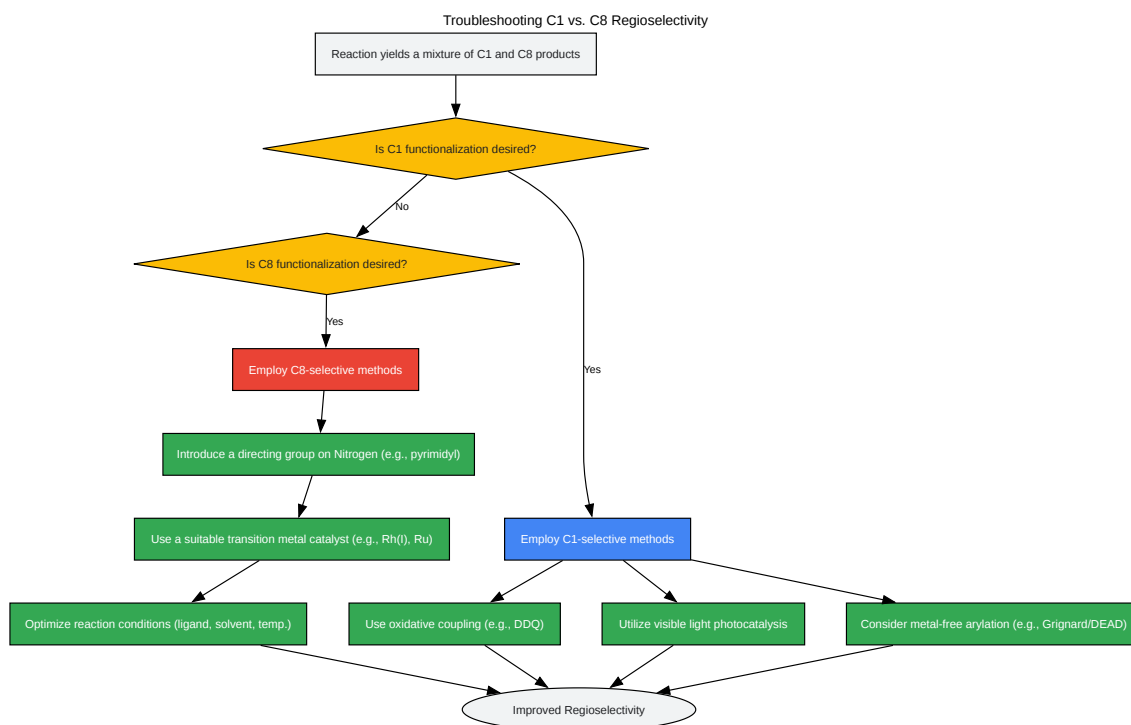 Troubleshooting C1 vs. C8 Regioselectivity
Reaction yields a mixture of C1 and C8 products
Is C1 functionalization desired?
No
Is C8 functionalization desired?
Yes
Employ C8-selective methods
Yes
Introduce a directing group on Nitrogen (e.g., pyrimidyl)
Use a suitable transition metal catalyst (e.g., Rh(I), Ru)
Employ C1-selective methods
Optimize reaction conditions (ligand, solvent, temp.)
Use oxidative coupling (e.g., DDQ)
Utilize visible light photocatalysis
Consider metal-free arylation (e.g., Grignard/DEAD)
Improved Regioselectivity